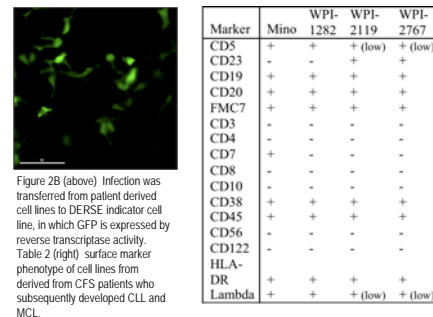 Figure 2B (above) Infection was
transferred from patient derived
cell lines to DERSE indicator cell
line, in which GFP is expressed by
reverse transcriptase activity.
Table 2 (right) surface marker
phenotype of cell lines from
derived from CFS patients who
subsequently developed CLL and
MCL.
WPI- WPI- WPI-
Marker Mino 1282 2119 2767
CD5 + + + (low) + (low)
CD23 - - + +
CD19 + + + +
CD20 + + + +
FMC7 + + + +
CD3 - - - -
CD4 - - - -
CD7 + - - -
CD8 - - - -
CD10 - - - -
CD38 + + + +
CD45 + + + +
CD56 - - - -
CD122 - - - -
HLA-
DR + + + +
Lambda + + + (low) + (low)